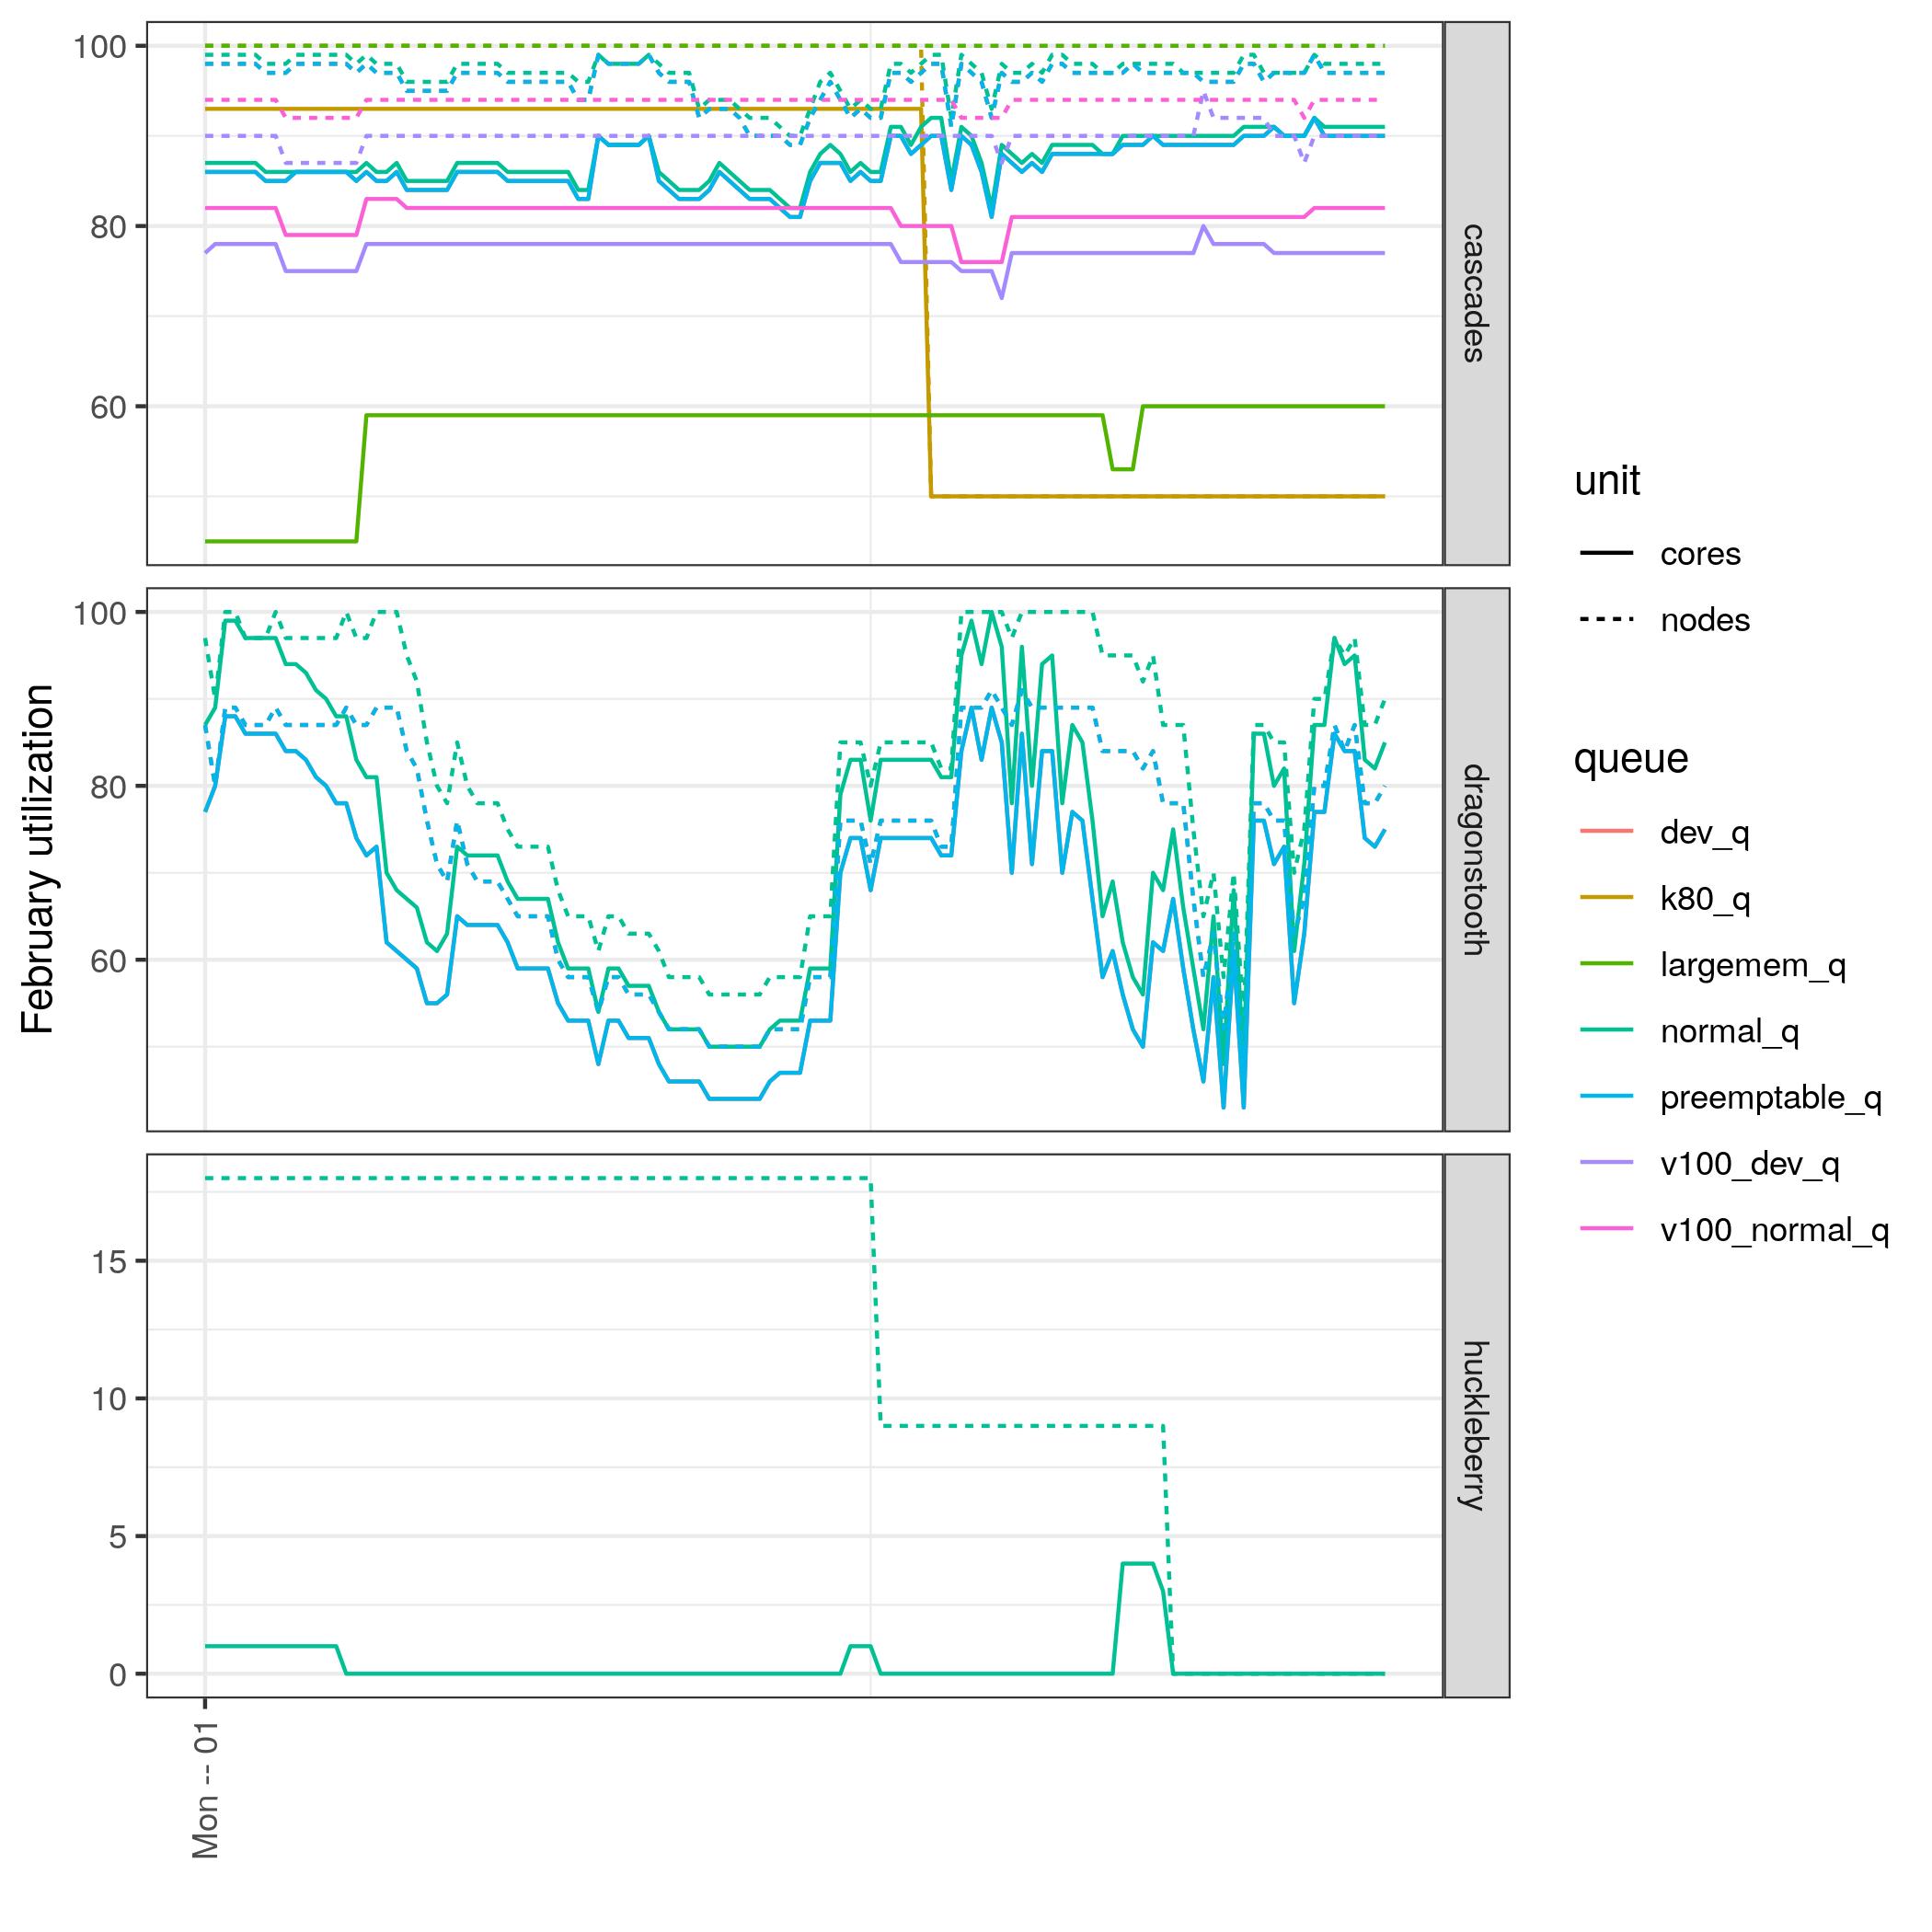 February utilization
100
80
60
cascades
100
80
60
dragonstooth
15
10
5
0
huckleberry
Mon -- 01
unit
cores
nodes
queue
dev_q
k80_q
largemem_q
normal_q
preemptable_q
v100_dev_q
v100_normal_q